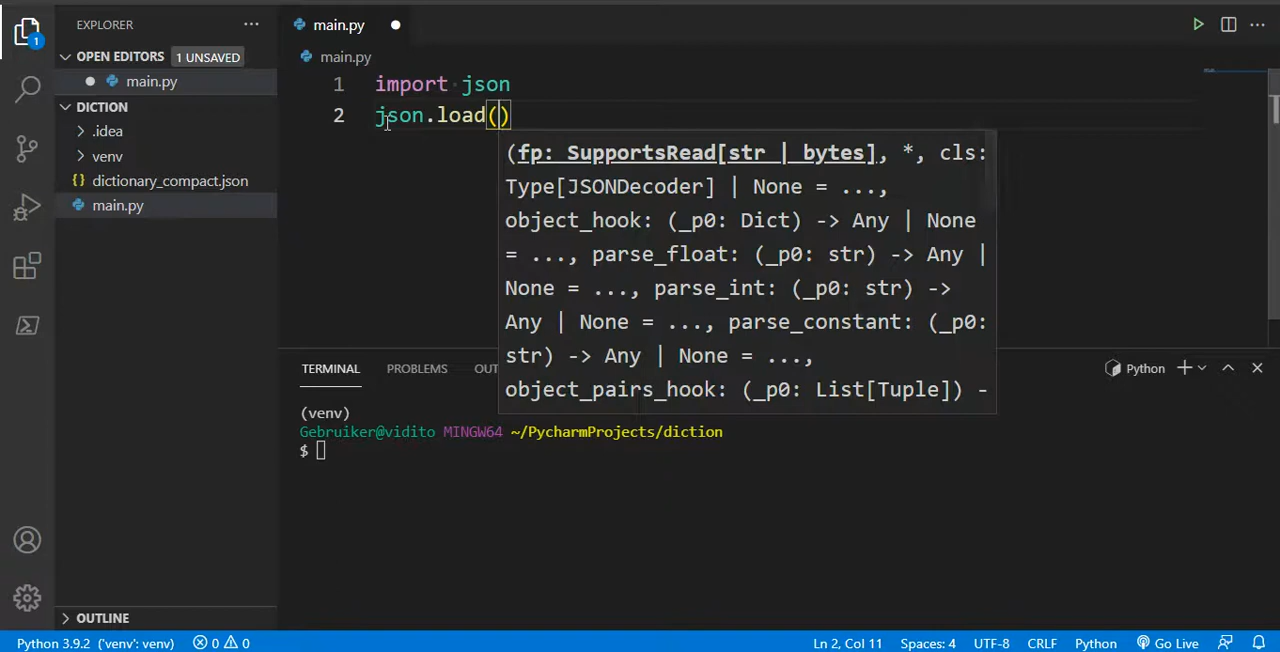 EXPLORER
···
OPEN EDITORS 1 UNSAVED
main.py
DICTION
.idea
venv
{} dictionary_compact.json
main.py
OUTLINE
1
main.py
main.py
1 import json
2 json.load()
(fp: SupportsRead[str | bytes], *, cls:
Type[JSONDecoder] | None = ...,
object_hook: (_p0: Dict) -> Any | None
= ..., parse_float: (_p0: str) -> Any |
None = ..., parse_int: (_p0: str) ->
Any | None = ..., parse_constant: (_p0:
str) -> Any | None = ...,
object_pairs_hook: (_p0: List[Tuple]) -
TERMINAL PROBLEMS OUT Python
(venv)
Gebruiker@vidito MINGW64 ~/PycharmProjects/diction
$
Python 3.9.2 ('venv': venv) 0 0 Ln 2, Col 11 Spaces: 4 UTF-8 CRLF Python Go Live